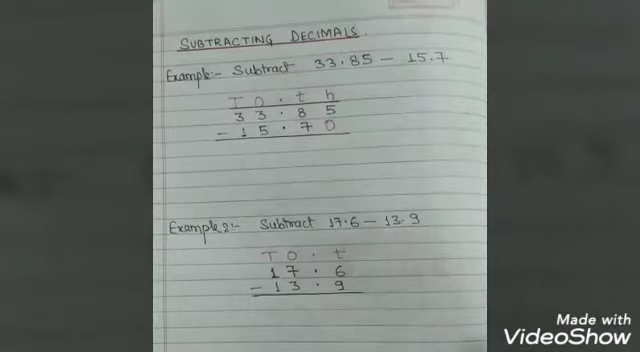 SUBTRACTING DECIMALS.
Example:- Subtract 33.85 - 15.7
T O . t h
3 3 . 8 5
- 1 5 . 7 0
Example 2:- Subtract 17.6 - 13.9
T O . t
1 7 . 6
- 1 3 . 9
Made with
VideoShow